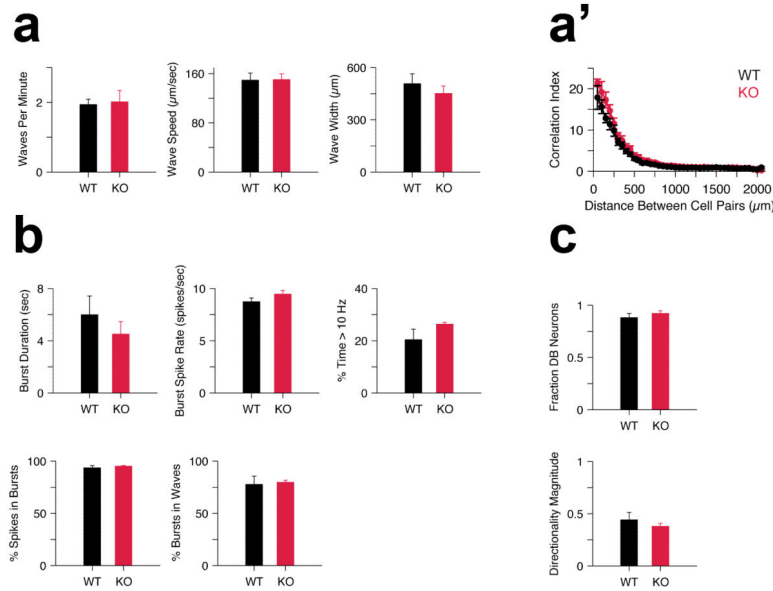 a
Waves Per Minute
4
2
0
WT KO
Wave Speed (µm/sec)
160
80
0
WT KO
Wave Width (µm)
600
300
0
WT KO
a’
Correlation Index
20
10
0
WT
KO
0 500 1000 1500 2000
Distance Between Cell Pairs (µm)
b
Burst Duration (sec)
8
4
0
WT KO
Burst Spike Rate (spikes/sec)
10
5
0
WT KO
% Time > 10 Hz
40
20
0
WT KO
% Spikes in Bursts
100
50
0
WT KO
% Bursts in Waves
100
50
0
WT KO
c
Fraction DB Neurons
1
0.5
0
WT KO
Directionality Magnitude
1
0.5
0
WT KO